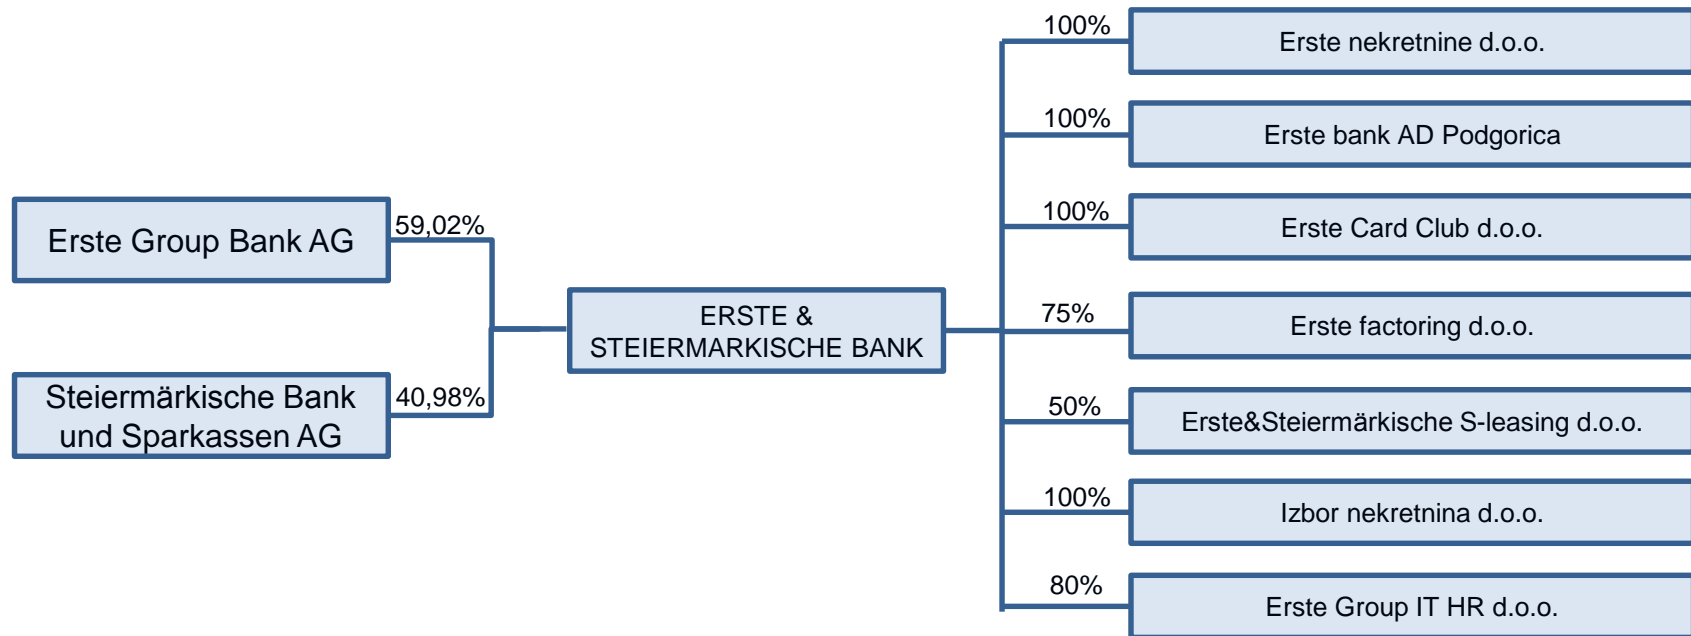 Erste Group Bank AG
59,02%
Steiermärkische Bank
und Sparkassen AG
40,98%
ERSTE &
STEIERMARKISCHE BANK
100%
Erste nekretnine d.o.o.
100%
Erste bank AD Podgorica
100%
Erste Card Club d.o.o.
75%
Erste factoring d.o.o.
50%
Erste&Steiermärkische S-leasing d.o.o.
100%
Izbor nekretnina d.o.o.
80%
Erste Group IT HR d.o.o.